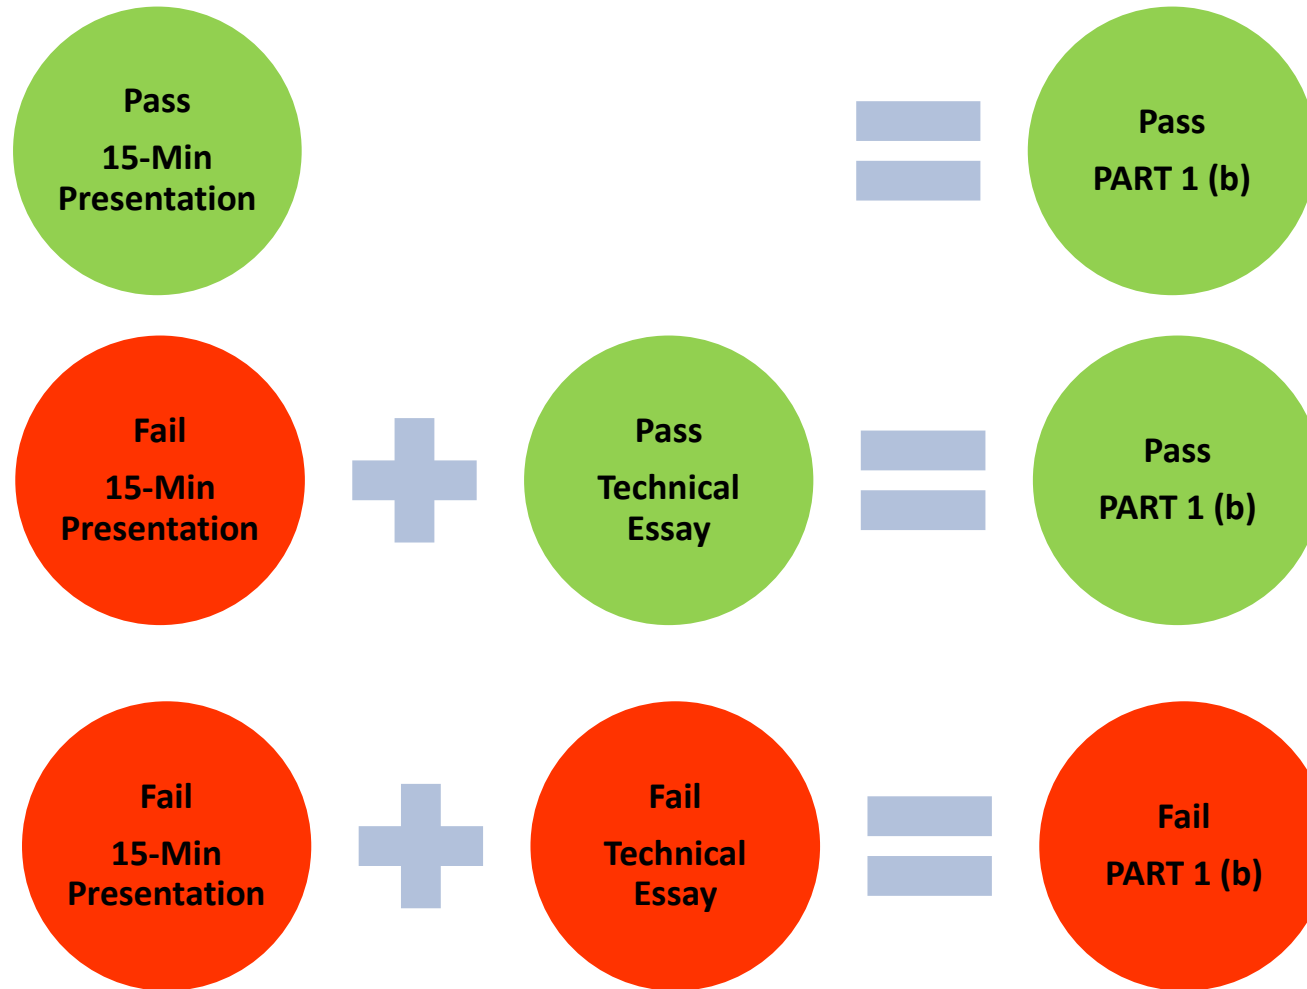 Pass
15-Min
Presentation
Pass
PART 1 (b)
Fail
15-Min
Presentation
Pass
Technical
Essay
Pass
PART 1 (b)
Fail
15-Min
Presentation
Fail
Technical
Essay
Fail
PART 1 (b)